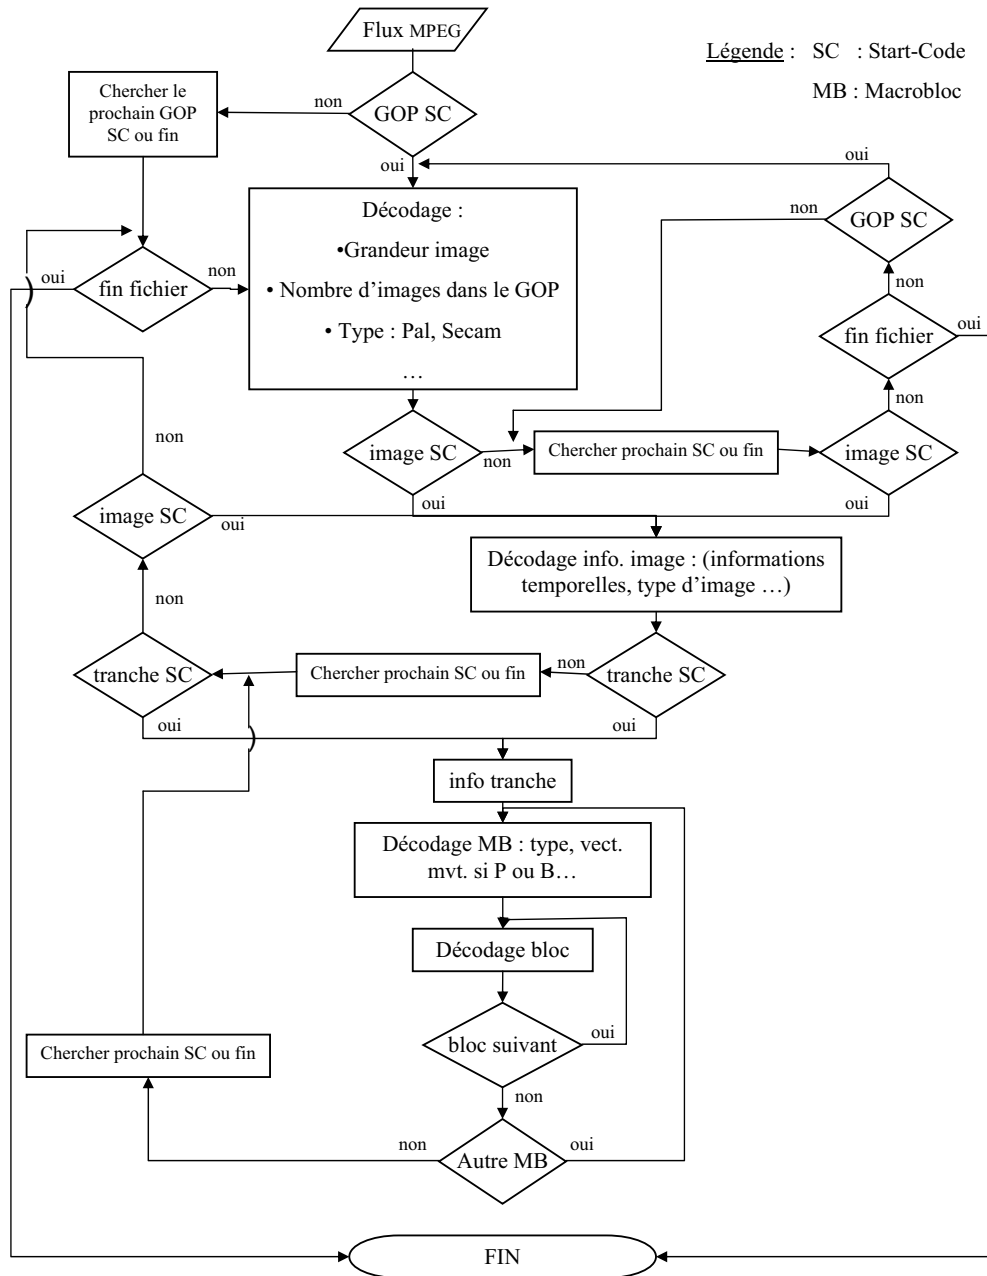 Flux MPEG
Légende : SC : Start-Code
MB : Macrobloc
Chercher le
prochain GOP
SC ou fin
non
GOP SC
oui
oui
Décodage :
•Grandeur image
• Nombre d'images dans le GOP
• Type : Pal, Secam
…
non
GOP SC
oui
fin fichier
non
non
fin fichier
oui
non
non
image SC
non
Chercher prochain SC ou fin
image SC
oui
oui
image SC
oui
Décodage info. image : (informations
temporelles, type d'image …)
non
tranche SC
Chercher prochain SC ou fin
non
tranche SC
oui
oui
info tranche
Décodage MB : type, vect.
mvt. si P ou B…
Décodage bloc
Chercher prochain SC ou fin
bloc suivant
oui
non
non
Autre MB
oui
FIN